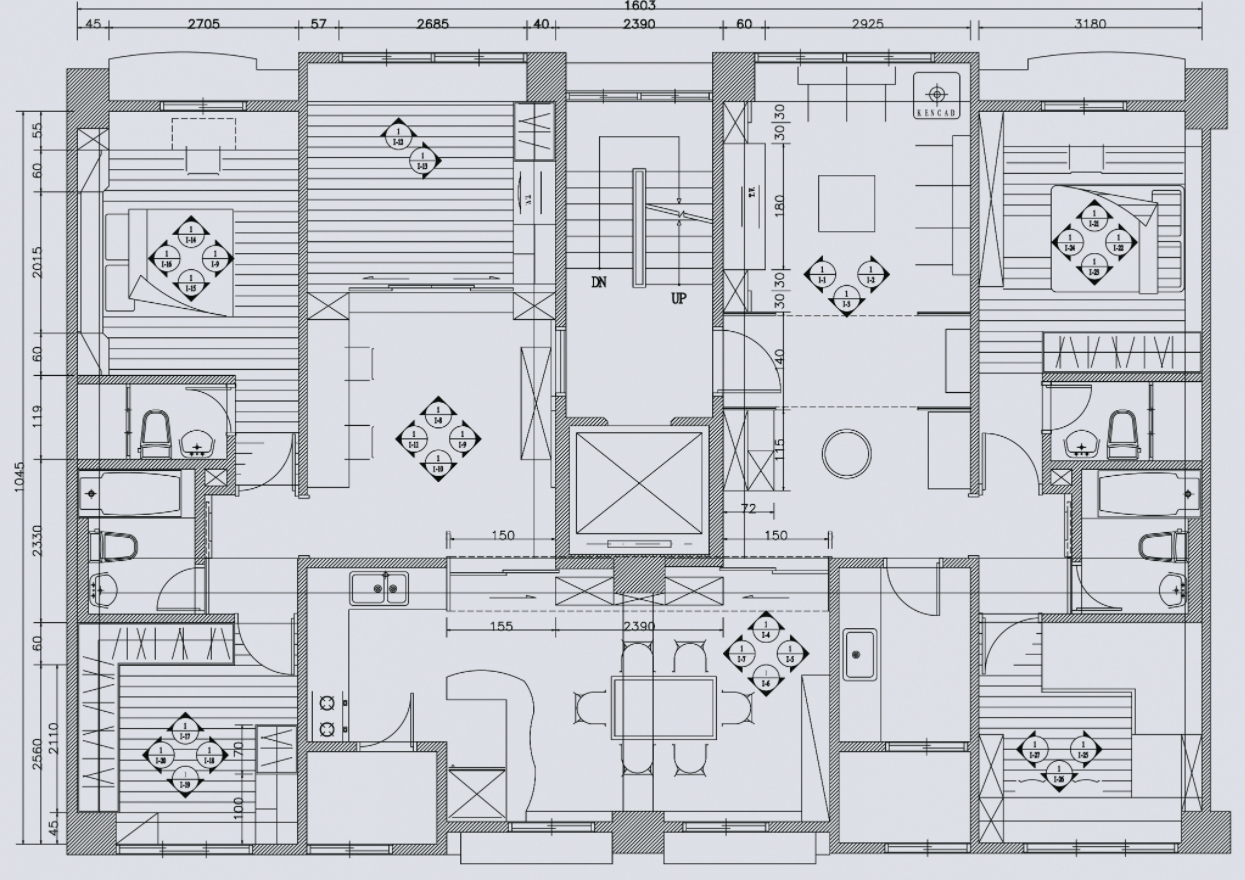 1603
45 2705 57 2685 40 2390 60 2925 3180
KENCAD
55
60
2015
60
119
1045
2330
60
2560
2110
45
30
30
180
30
30
140
115
72
150
150
155
2390
70
100
DN
UP
T.V.
1
I-12
1
I-13
1
I-14
1
I-16
1
I-9
1
I-15
1
I-1
1
I-2
1
I-3
1
I-21
1
I-24
1
I-22
1
I-23
1
I-8
1
I-11
1
I-9
1
I-10
1
I-4
1
I-7
1
I-5
1
I-6
1
I-17
1
I-20
1
I-18
1
I-19
1
I-27
1
I-25
1
I-26